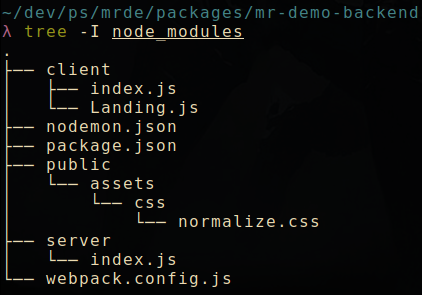 ~/dev/ps/mrde/packages/mr-demo-backend
λ tree -I node_modules
.
├── client
│   ├── index.js
│   └── Landing.js
├── nodemon.json
├── package.json
├── public
│   └── assets
│       └── css
│           └── normalize.css
├── server
│   └── index.js
└── webpack.config.js